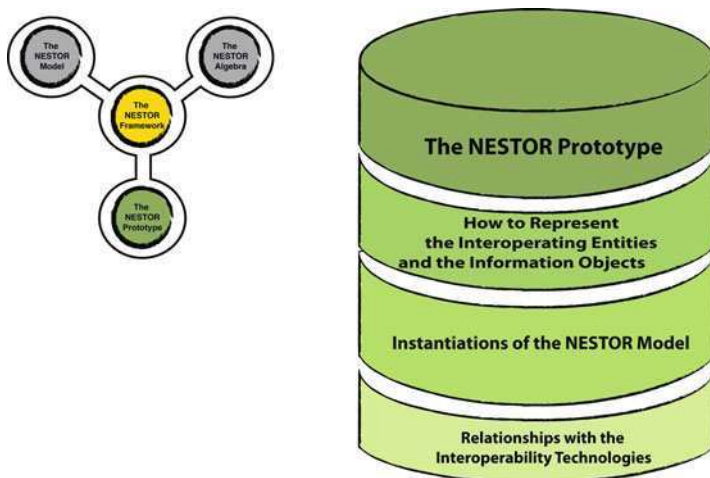 The
NESTOR
Model
The
NESTOR
Algebra
The
NESTOR
Framework
The
NESTOR
Prototype
The NESTOR Prototype
How to Represent
the Interoperating Entities
and the Information Objects
Instantiations of the NESTOR Model
Relationships with the
Interoperability Technologies